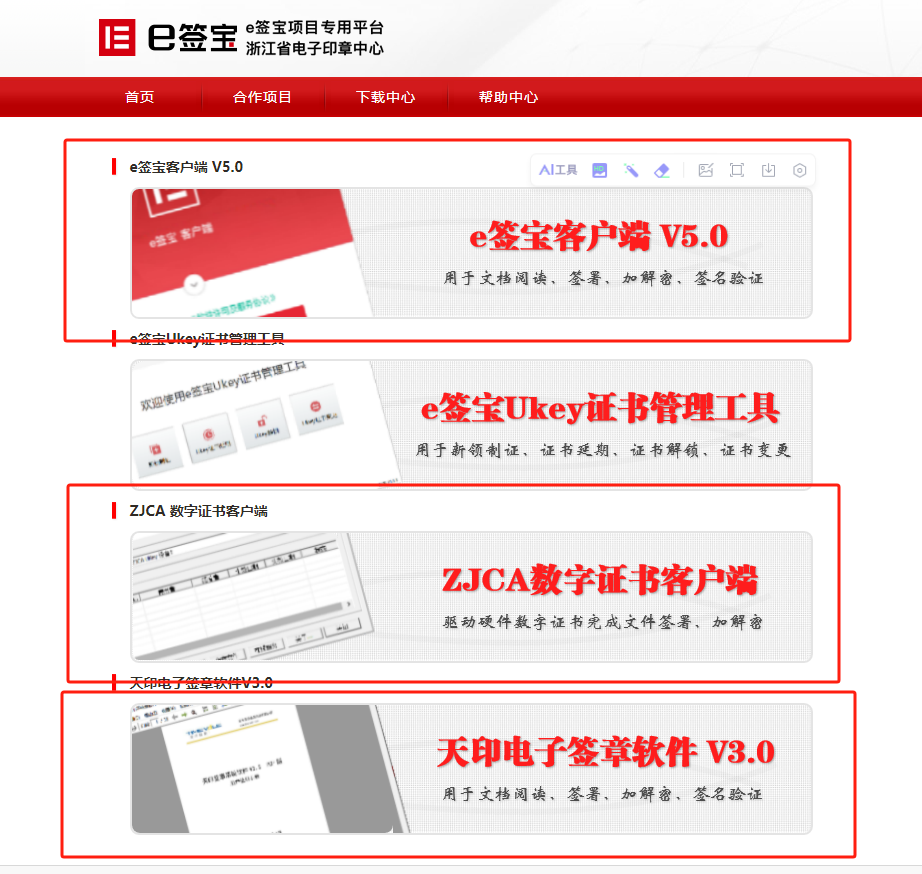 e签宝
e签宝项目专用平台
浙江省电子印章中心
首页 合作项目 下载中心 帮助中心
e签宝客户端 V5.0
AI工具
HD
e签宝 客户端
e签宝客户端 V5.0
用于文档阅读、签署、加解密、签名验证
e签宝Ukey证书管理工具
欢迎使用e签宝Ukey证书管理工具
e签宝Ukey证书管理工具
用于新领制证、证书延期、证书解锁、证书变更
ZJCA 数字证书客户端
ZJCA数字证书客户端
驱动硬件数字证书完成文件签署、加解密
天印电子签章软件V3.0
天印电子签章软件 V3.0
用于文档阅读、签署、加解密、签名验证